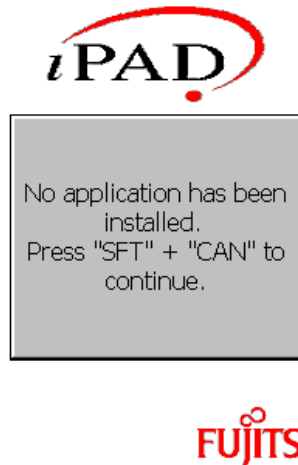 iPAD
No application has been
installed.
Press "SFT" + "CAN" to
continue.
FUJITS